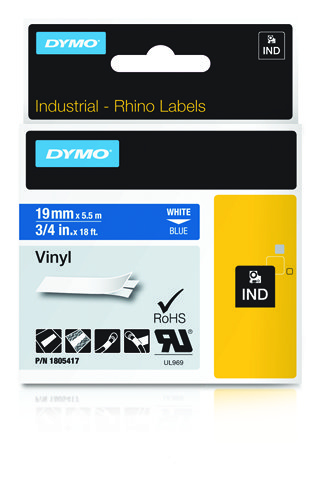 DYMO
IND
Industrial - Rhino Labels
DYMO
19mm x 5.5 m
3/4 in. x 18 ft.
WHITE
BLUE
Vinyl
IND
RoHS
UL969
P/N 1805417